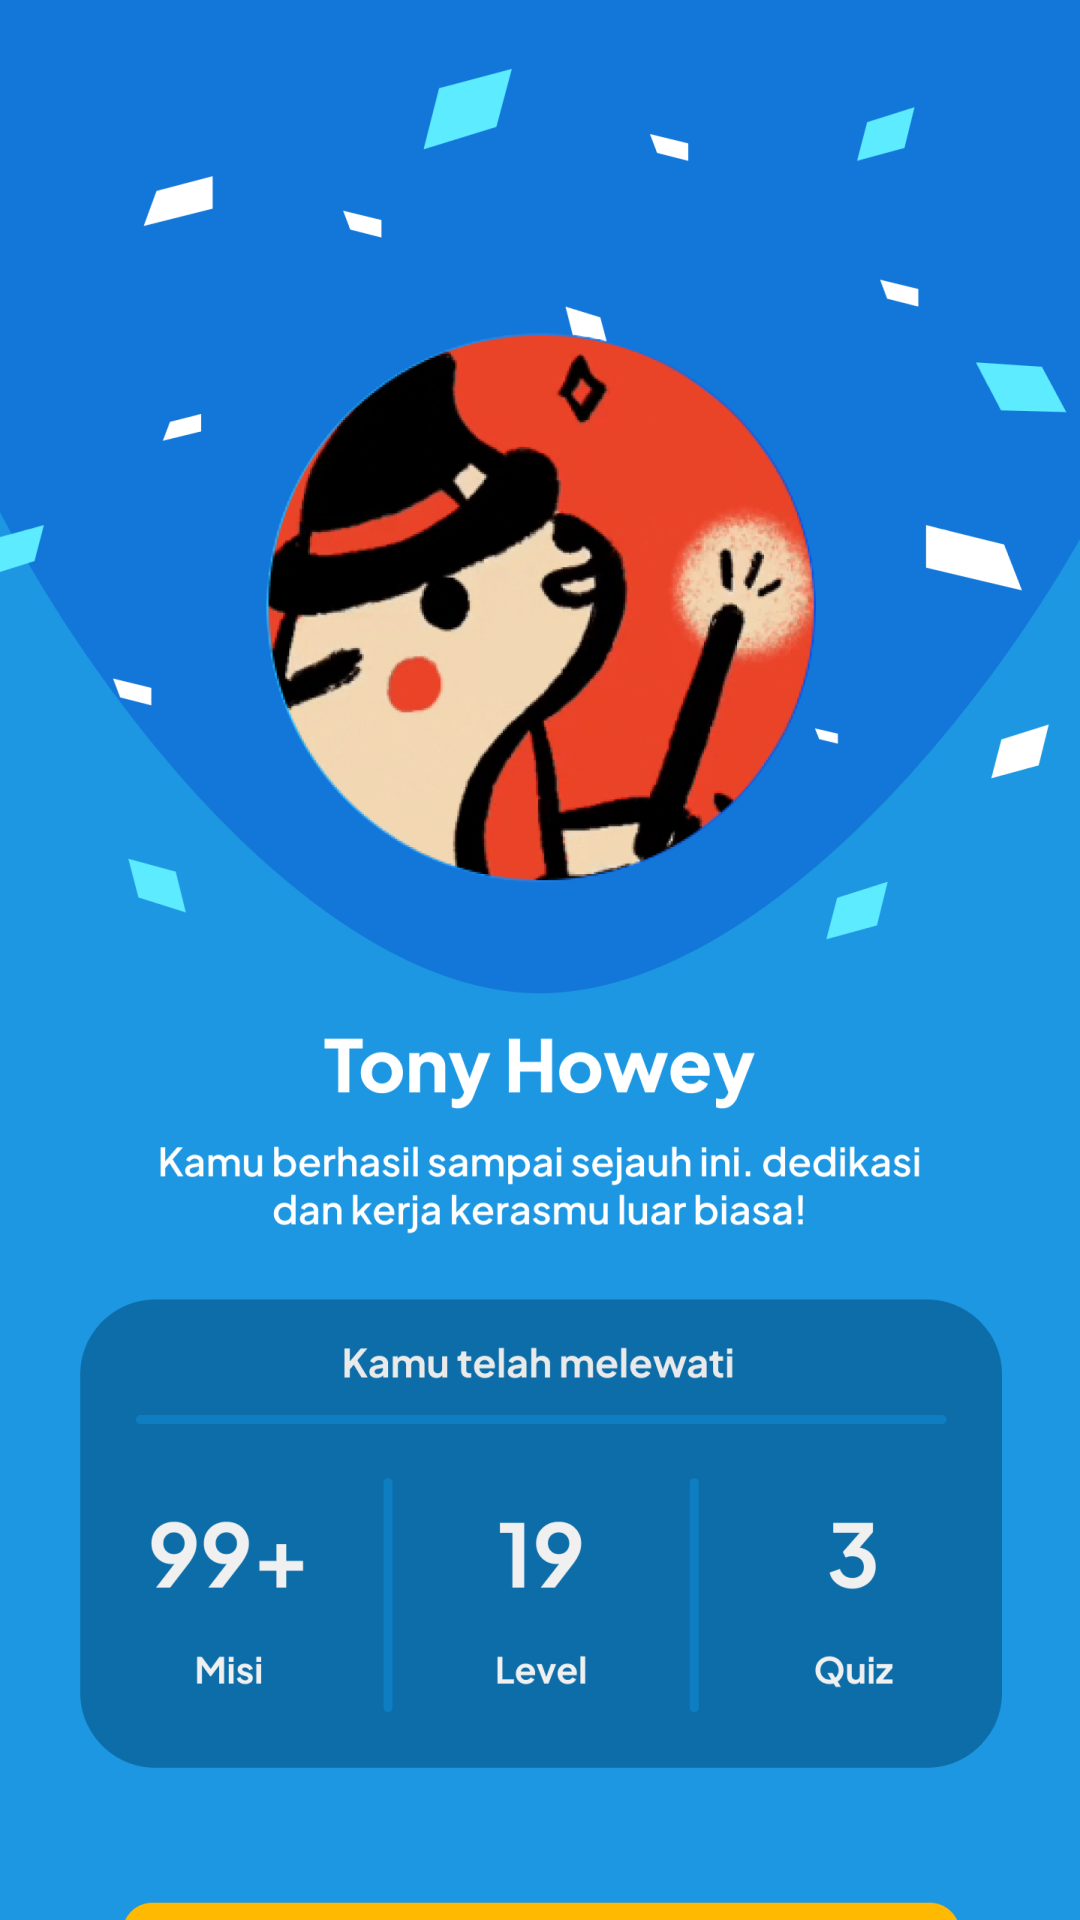 Tony Howey
Kamu berhasil sampai sejauh ini. dedikasi
dan kerja kerasmu luar biasa!
Kamu telah melewati
99+ 19 3
Misi Level Quiz